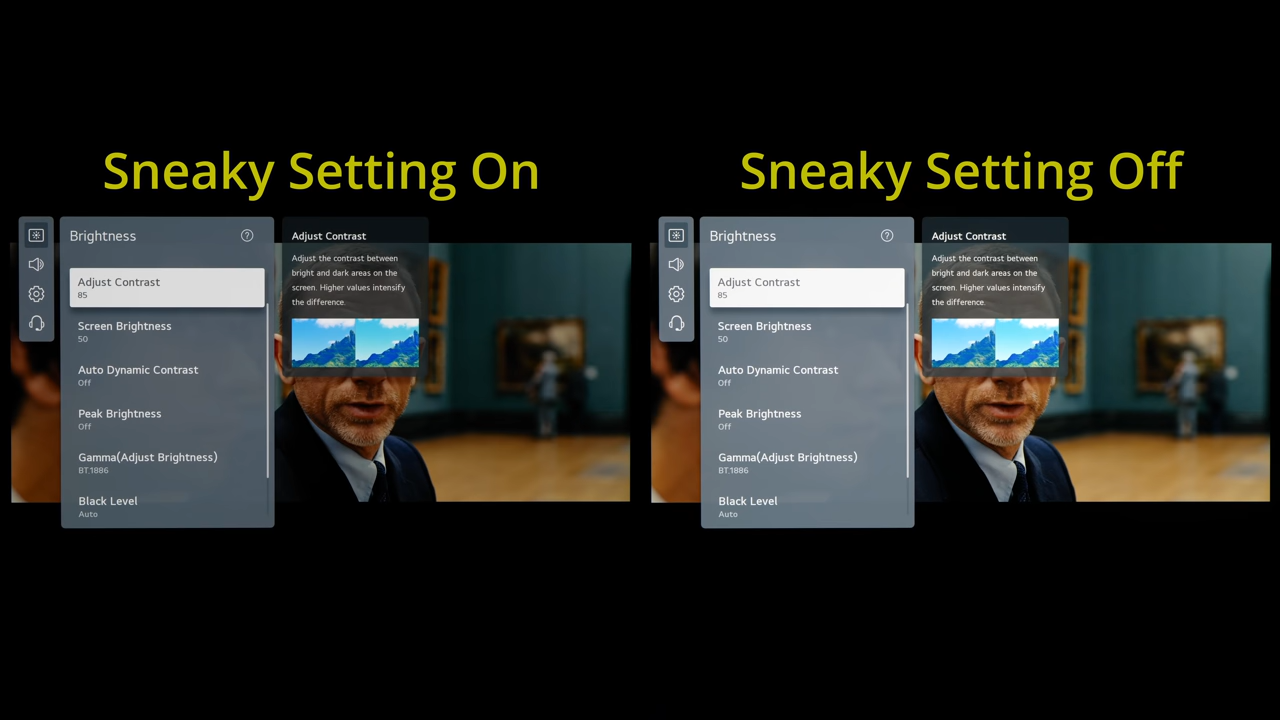 Sneaky Setting On
Brightness
Adjust Contrast
85
Screen Brightness
50
Auto Dynamic Contrast
Off
Peak Brightness
Off
Gamma(Adjust Brightness)
BT.1886
Black Level
Auto
Adjust Contrast
Adjust the contrast between
bright and dark areas on the
screen. Higher values intensify
the difference.
Sneaky Setting Off
Brightness
Adjust Contrast
85
Screen Brightness
50
Auto Dynamic Contrast
Off
Peak Brightness
Off
Gamma(Adjust Brightness)
BT.1886
Black Level
Auto
Adjust Contrast
Adjust the contrast between
bright and dark areas on the
screen. Higher values intensify
the difference.